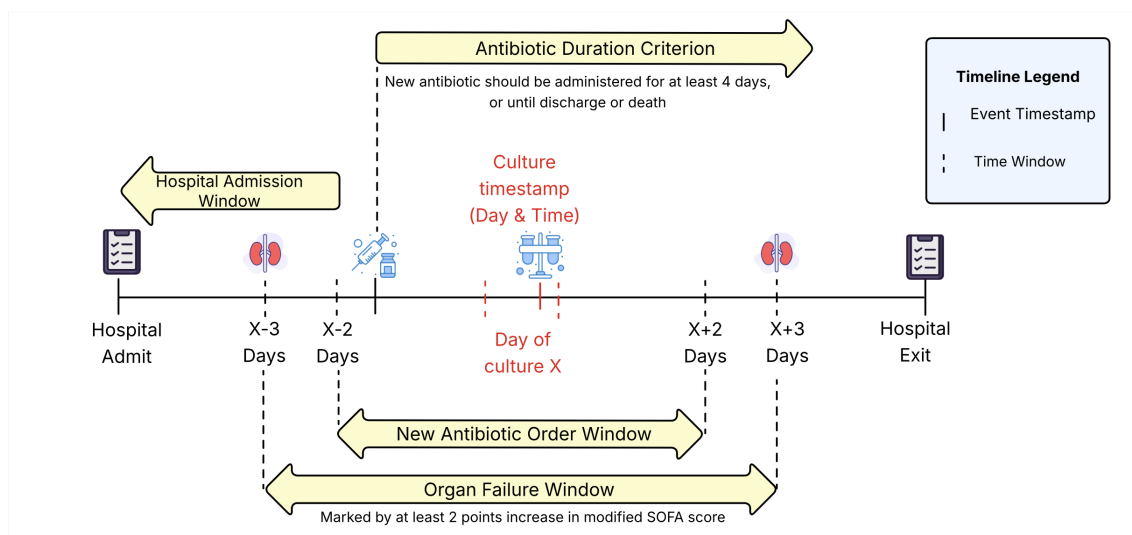 Antibiotic Duration Criterion
New antibiotic should be administered for at least 4 days,
or until discharge or death
Timeline Legend
Event Timestamp
Time Window
Hospital Admission
Window
Culture
timestamp
(Day & Time)
Hospital
Admit
X-3
Days
X-2
Days
Day of
culture X
X+2
Days
X+3
Days
Hospital
Exit
New Antibiotic Order Window
Organ Failure Window
Marked by at least 2 points increase in modified SOFA score